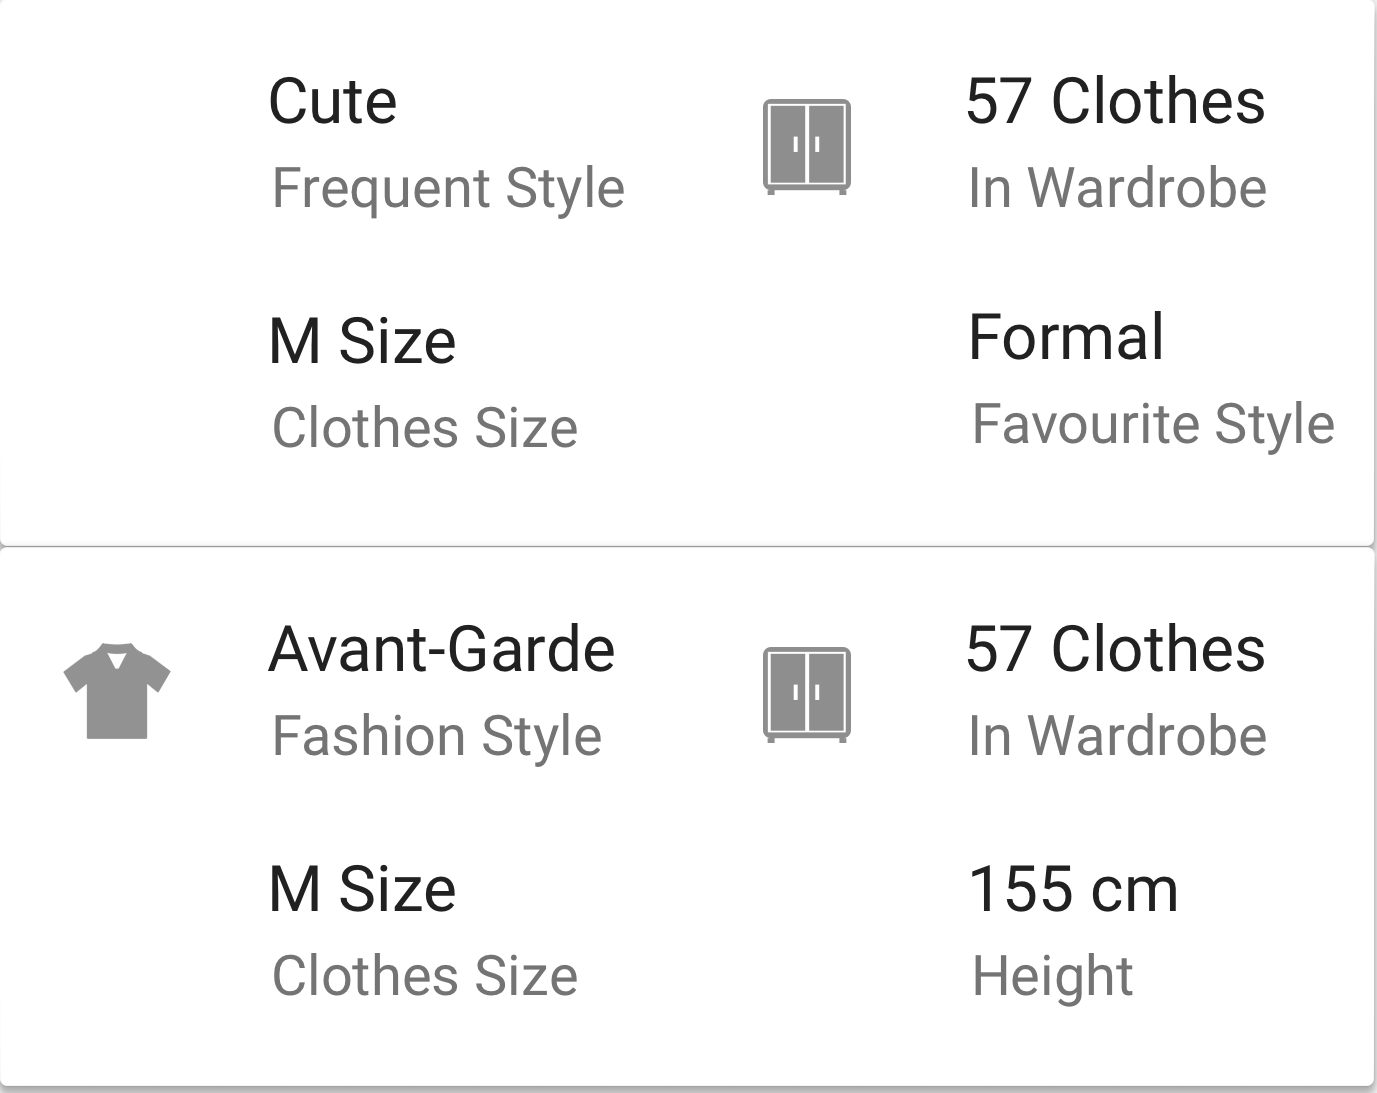 Cute
Frequent Style
57 Clothes
In Wardrobe
M Size
Clothes Size
Formal
Favourite Style
Avant-Garde
Fashion Style
57 Clothes
In Wardrobe
M Size
Clothes Size
155 cm
Height